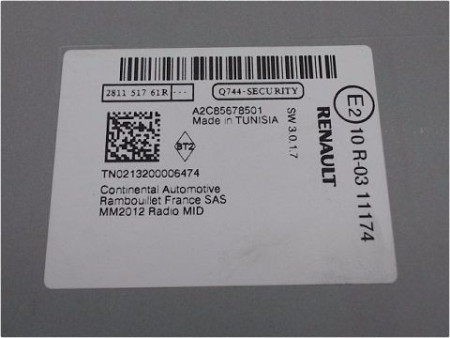 2811 517 61R ---
Q744-SECURITY
A2C85678501
Made in TUNISIA
BTZ
TN0213200006474
Continental Automotive
Rambouillet France SAS
MM2012 Radio MID
SW 3.0.1.7
RENAULT
E2 10 R-03 11174